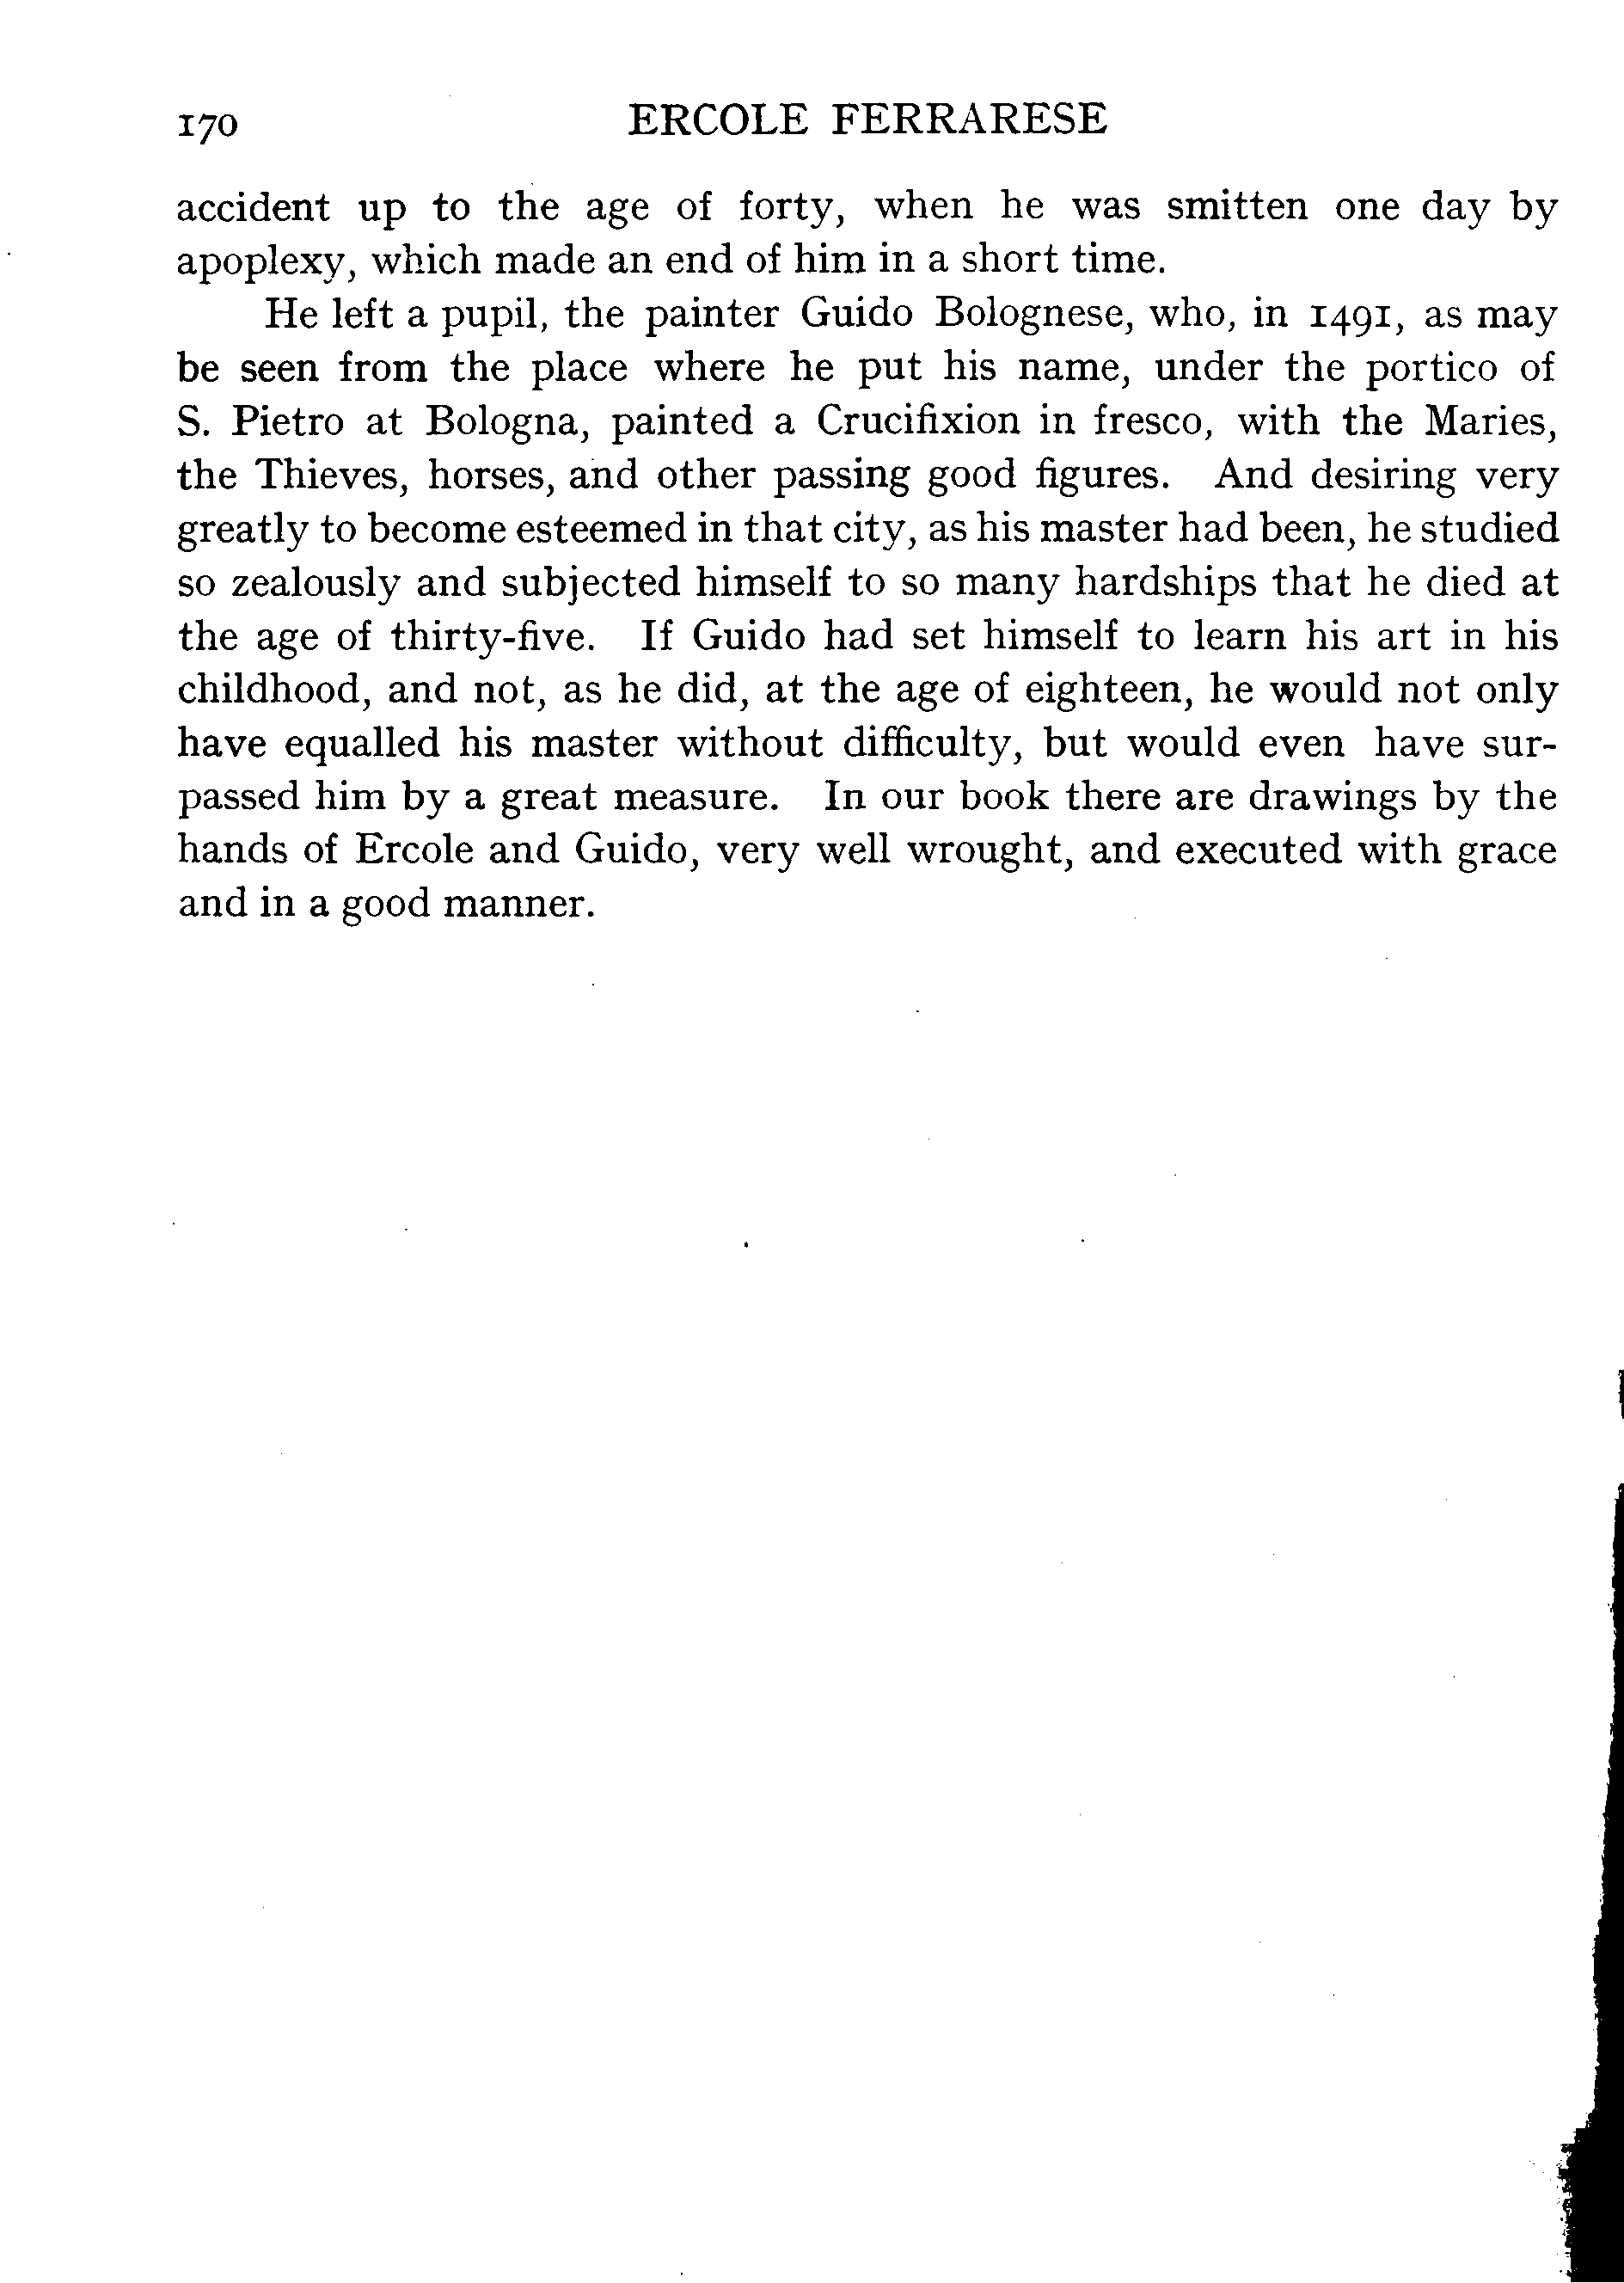 170 ERCOLE FERRARESE
accident up to the age of forty, when he was smitten one day by
apoplexy, which made an end of him in a short time.
He left a pupil, the painter Guido Bolognese, who, in 1491, as may
be seen from the place where he put his name, under the portico of
S. Pietro at Bologna, painted a Crucifixion in fresco, with the Maries,
the Thieves, horses, and other passing good figures. And desiring very
greatly to become esteemed in that city, as his master had been, he studied
so zealously and subjected himself to so many hardships that he died at
the age of thirty-five. If Guido had set himself to learn his art in his
childhood, and not, as he did, at the age of eighteen, he would not only
have equalled his master without difficulty, but would even have sur-
passed him by a great measure. In our book there are drawings by the
hands of Ercole and Guido, very well wrought, and executed with grace
and in a good manner.